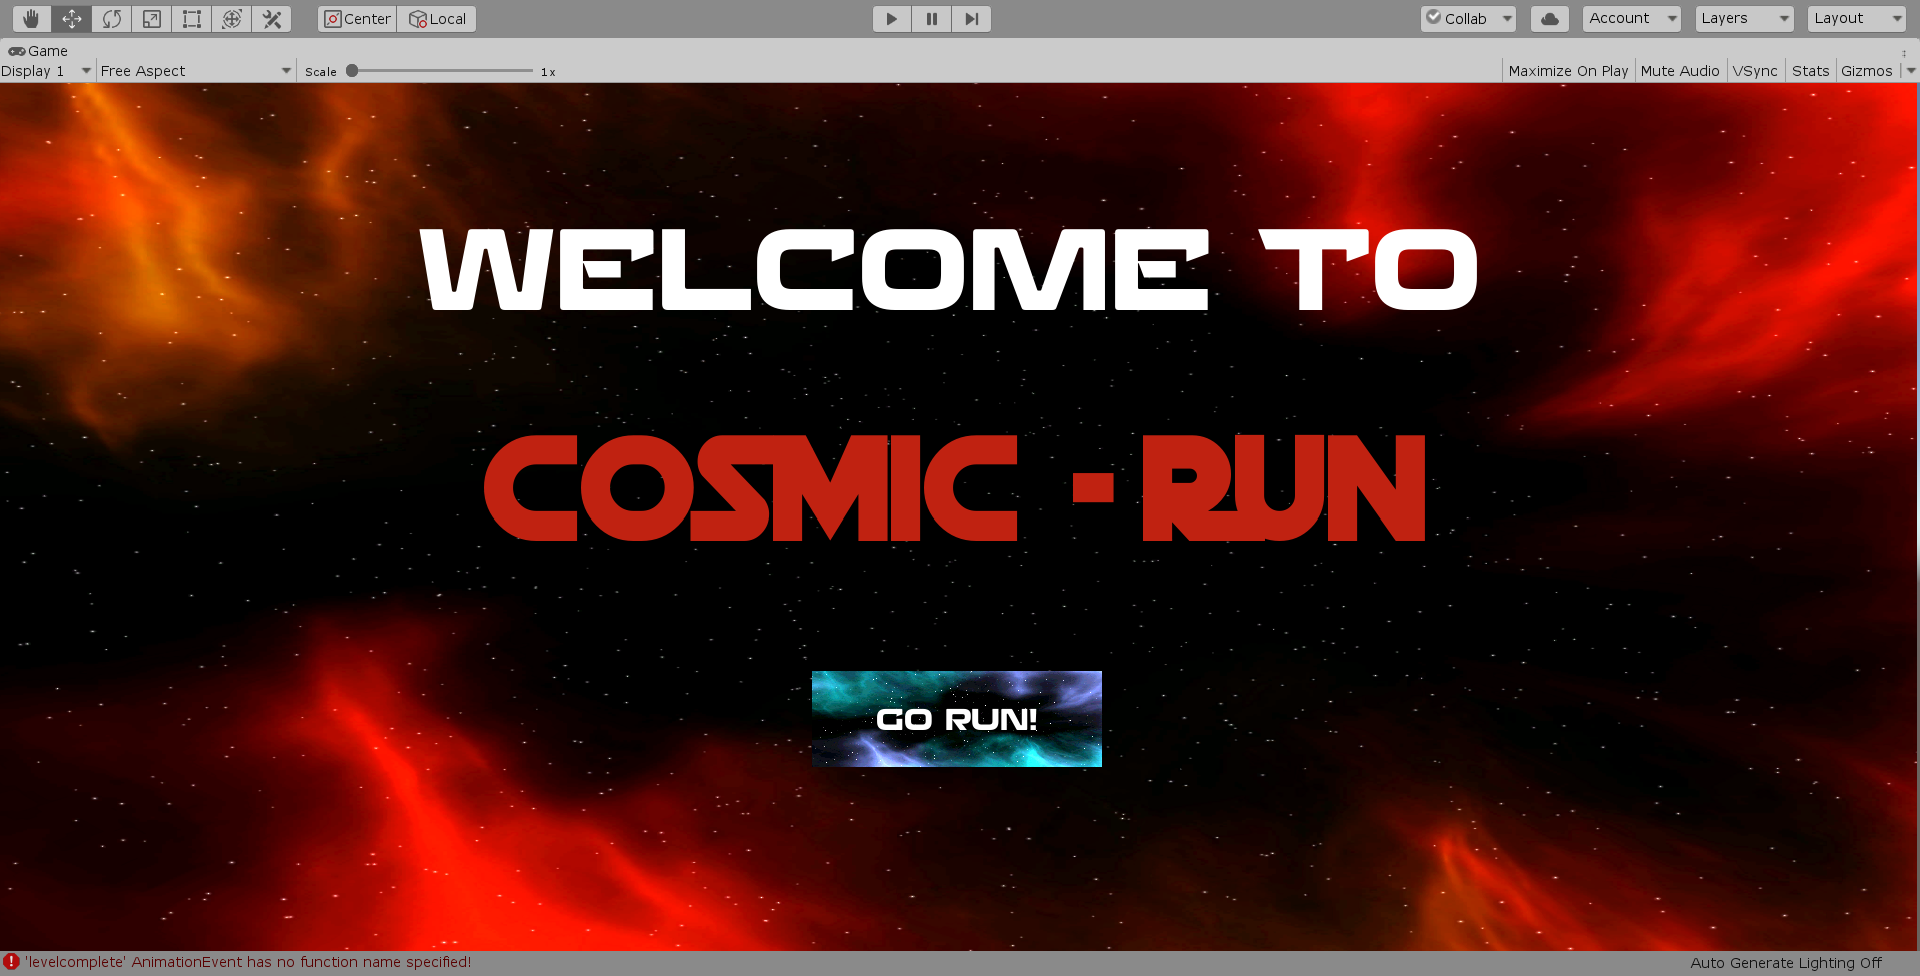 Center Local Collab Account Layers Layout
Game
Display 1 Free Aspect Scale 1x Maximize On Play Mute Audio VSync Stats Gizmos
WELCOME TO
COSMIC - RUN
GO RUN!
'levelcomplete' AnimationEvent has no function name specified! Auto Generate Lighting Off